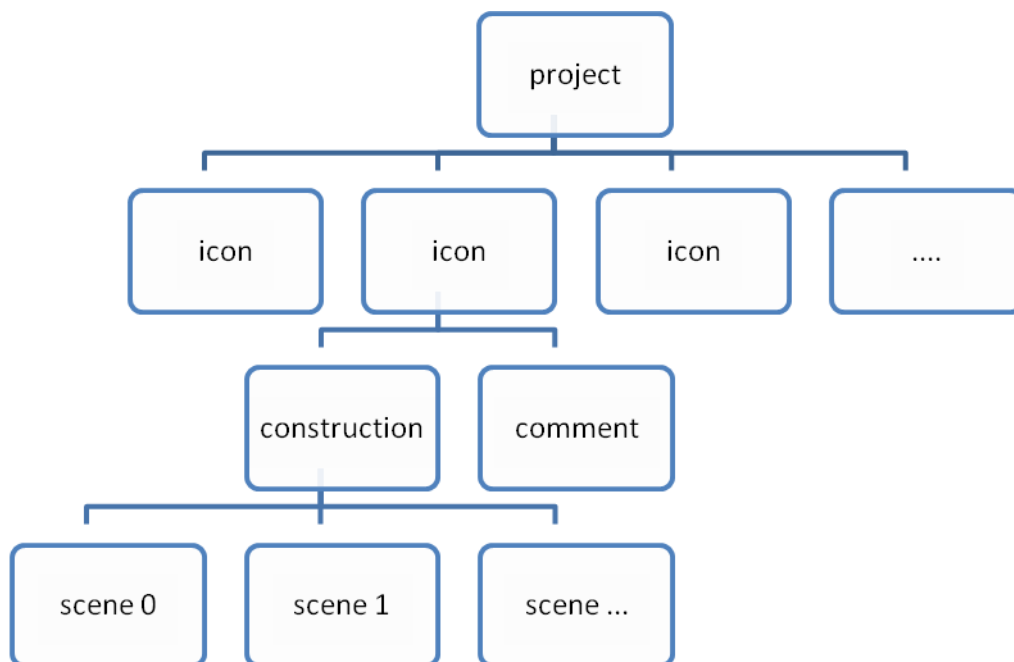 project
icon
icon
icon
....
construction
comment
scene 0
scene 1
scene ...